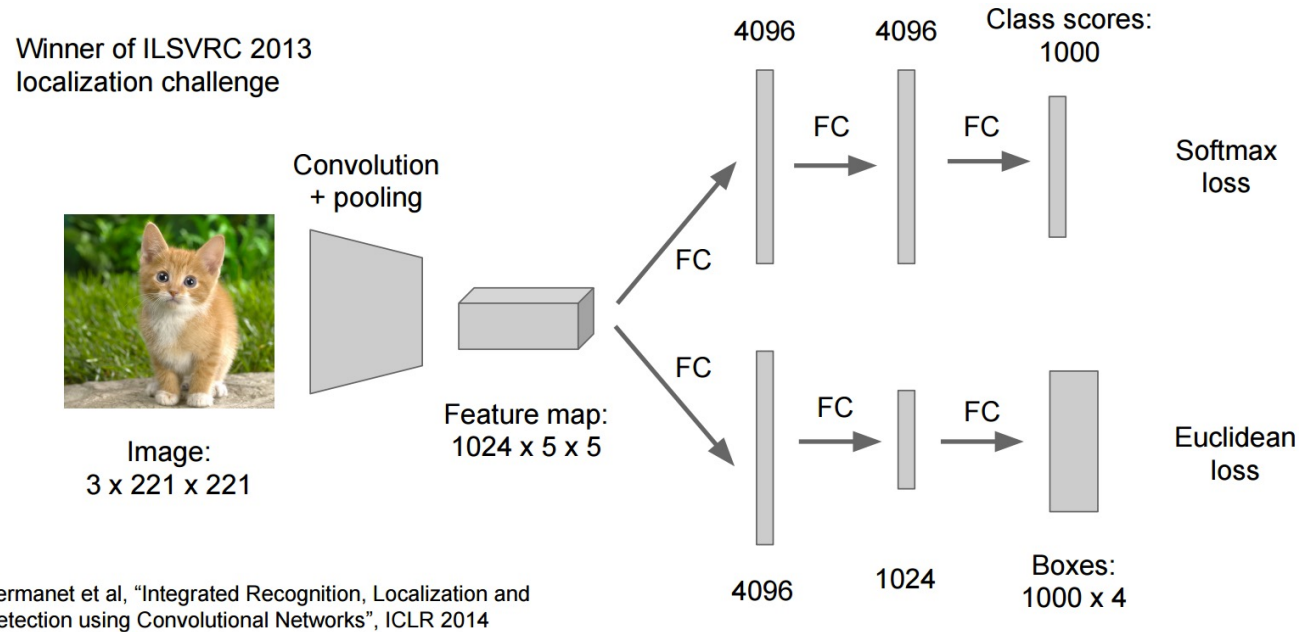 Winner of ILSVRC 2013
localization challenge
Convolution
+ pooling
Image:
3 x 221 x 221
Feature map:
1024 x 5 x 5
FC
FC
4096
4096
Class scores:
1000
FC
FC
Softmax
loss
FC
FC
Euclidean
loss
4096
1024
Boxes:
1000 x 4
ermanet et al, “Integrated Recognition, Localization and
etection using Convolutional Networks”, ICLR 2014